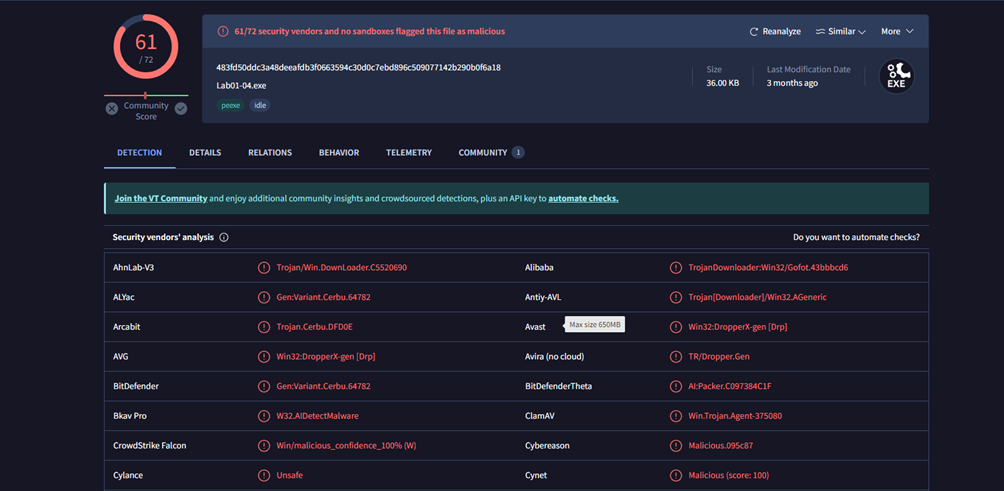 61
/ 72
Community
Score
61/72 security vendors and no sandboxes flagged this file as malicious
Reanalyze
Similar
More
483fd50ddc3a48deeafdb3f0663594c30d0c7ebd896c509077142b290b0f6a18
Lab01-04.exe
peexe
idle
Size
36.00 KB
Last Modification Date
3 months ago
EXE
DETECTION
DETAILS
RELATIONS
BEHAVIOR
TELEMETRY
COMMUNITY 1
Join the VT Community and enjoy additional community insights and crowdsourced detections, plus an API key to automate checks.
Security vendors' analysis
Do you want to automate checks?
AhnLab-V3 Trojan/Win.DownLoader.C5520690 Alibaba TrojanDownloader:Win32/Gofot.43bbbcd6
ALYac Gen:Variant.Cerbu.64782 Antiy-AVL Trojan[Downloader]/Win32.AGeneric
Arcabit Trojan.Cerbu.DFD0E Avast Max size 650MB Win32:DropperX-gen [Drp]
AVG Win32:DropperX-gen [Drp] Avira (no cloud) TR/Dropper.Gen
BitDefender Gen:Variant.Cerbu.64782 BitDefenderTheta AI:Packer.C097384C1F
Bkav Pro W32.AIDetectMalware ClamAV Win.Trojan.Agent-375080
CrowdStrike Falcon Win/malicious_confidence_100% (W) Cybereason Malicious.095c87
Cylance Unsafe Cynet Malicious (score: 100)